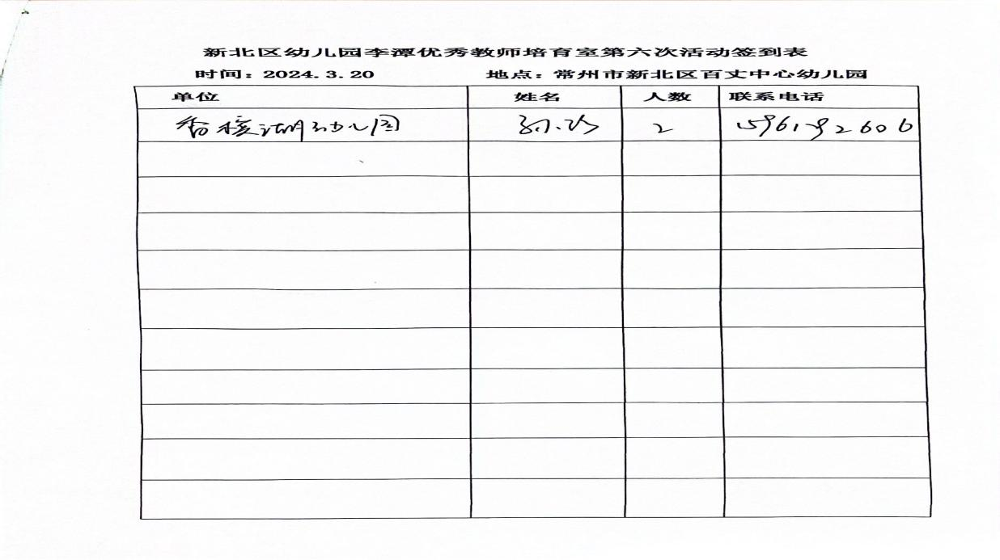 新北区幼儿园李潭优秀教师培育室第六次活动签到表
时间：2024.3.20 地点：常州市新北区百丈中心幼儿园
单位 姓名 人数 联系电话
香槟湖幼儿园 2